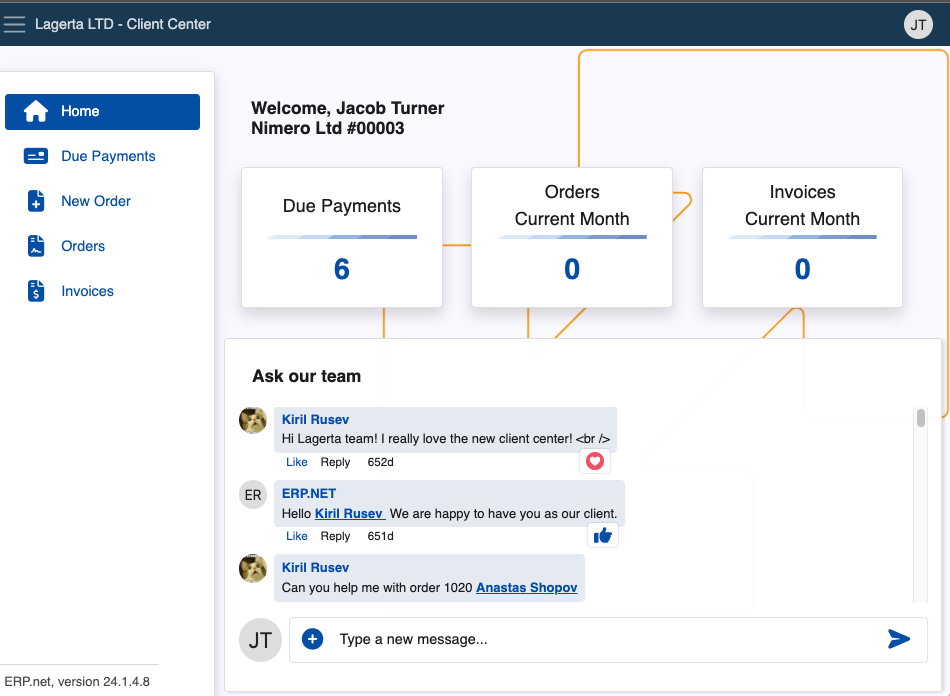 Lagerta LTD - Client Center
JT
Home
Due Payments
New Order
Orders
Invoices
ERP.net, version 24.1.4.8
Welcome, Jacob Turner
Nimero Ltd #00003
Due Payments
6
Orders
Current Month
0
Invoices
Current Month
0
Ask our team
Kiril Rusev
Hi Lagerta team! I really love the new client center! <br />
Like Reply 652d
ER
ERP.NET
Hello Kiril Rusev We are happy to have you as our client.
Like Reply 651d
Kiril Rusev
Can you help me with order 1020 Anastas Shopov
JT
Type a new message...